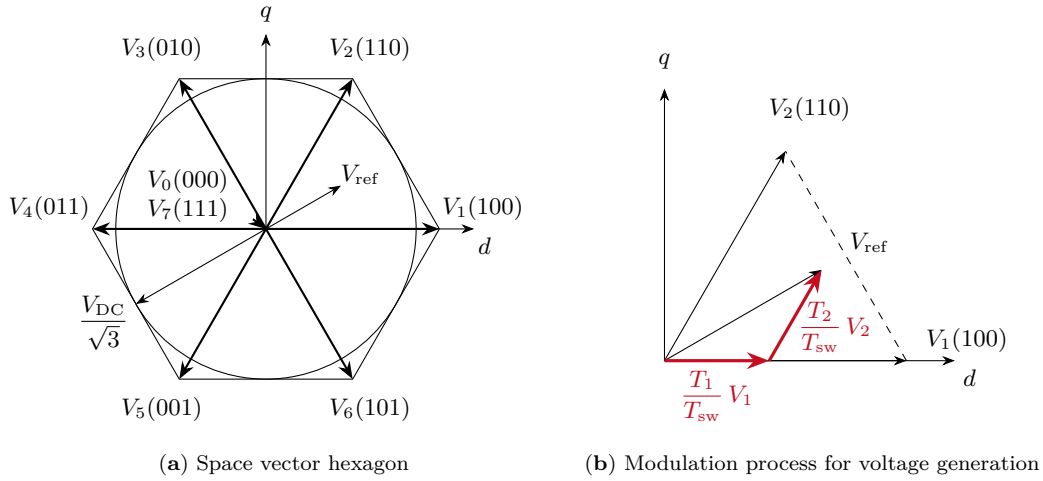 q
V3(010)
V2(110)
V0(000)
V7(111)
Vref
V4(011)
V1(100)
d
VDC
√3
V5(001)
V6(101)
(a) Space vector hexagon
q
V2(110)
Vref
T2
Tsw
V2
V1(100)
d
T1
Tsw
V1
(b) Modulation process for voltage generation